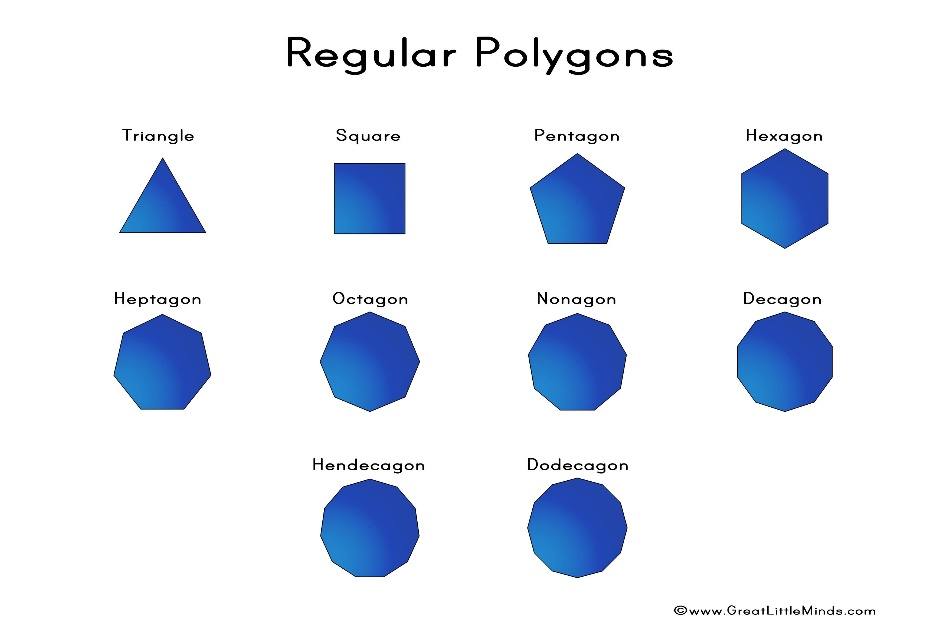 Regular Polygons
Triangle
Square
Pentagon
Hexagon
Heptagon
Octagon
Nonagon
Decagon
Hendecagon
Dodecagon
©www.GreatLittleMinds.com